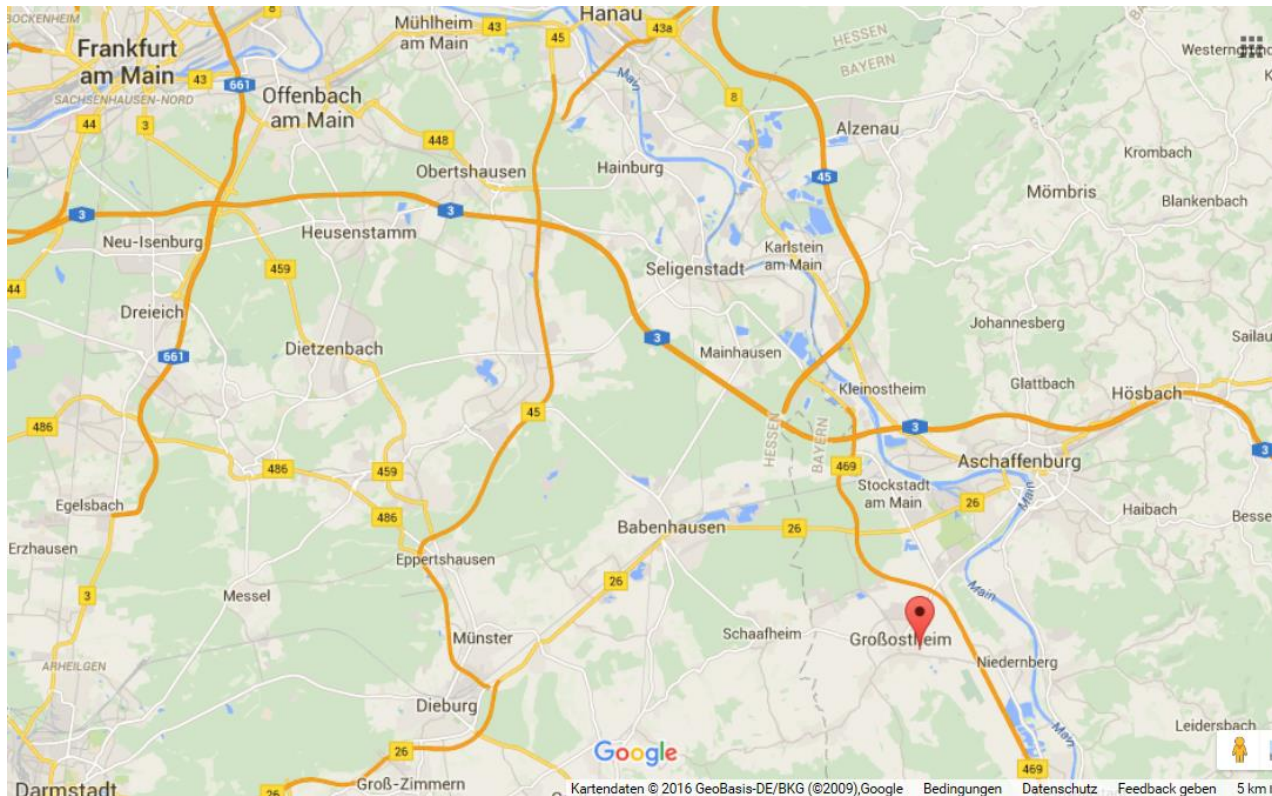 BOCKENHEIM
8
Mühlheim
am Main
43
45
Hanau
43a
HESSEN
BAYERN
Frankfurt
am Main
43
661
SACHSENHAUSEN-NORD
Offenbach
am Main
Main
8
44
3
448
Alzenau
Krombach
Obertshausen
Hainburg
45
Mömbris
Blankenbach
3
3
Neu-Isenburg
Heusenstamm
Karlstein
am Main
459
Seligenstadt
44
Dreieich
Johannesberg
661
Dietzenbach
3
Mainhausen
Kleinostheim
Glattbach
Hösbach
45
486
HESSEN
BAYERN
3
3
486
459
469
Aschaffenburg
Stockstadt
am Main
Main
Egelsbach
486
26
Haibach
Babenhausen
26
Erzhausen
Eppertshausen
26
Main
3
Messel
Münster
Schaafheim
Großostheim
Niedernberg
ARHEILGEN
Dieburg
Main
Leidersbach
26
Google
469
Darmstadt
26
Groß-Zimmern
Kartendaten © 2016 GeoBasis-DE/BKG (©2009),Google Bedingungen Datenschutz Feedback geben 5 km